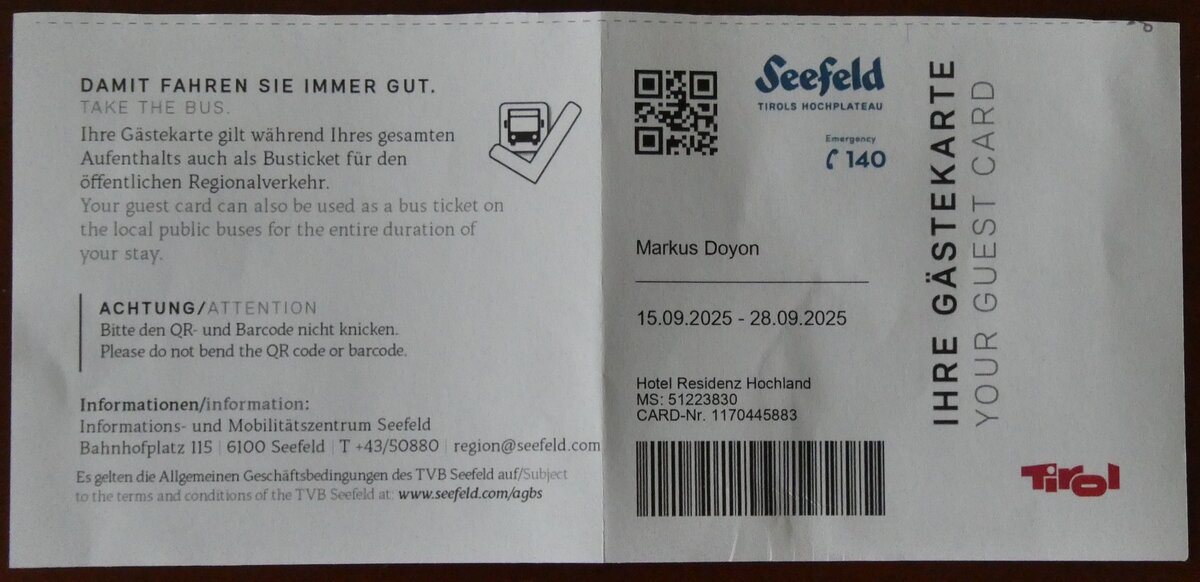 DAMIT FAHREN SIE IMMER GUT.
TAKE THE BUS.
Ihre Gästekarte gilt während Ihres gesamten
Aufenthalts auch als Busticket für den
öffentlichen Regionalverkehr.
Your guest card can also be used as a bus ticket on
the local public buses for the entire duration of
your stay.
ACHTUNG/ATTENTION
Bitte den QR- und Barcode nicht knicken.
Please do not bend the QR code or barcode.
Informationen/information:
Informations- und Mobilitätszentrum Seefeld
Bahnhofplatz 115 | 6100 Seefeld | T +43/50880 | region@seefeld.com
Es gelten die Allgemeinen Geschäftsbedingungen des TVB Seefeld auf/Subject
to the terms and conditions of the TVB Seefeld at: www.seefeld.com/agbs
Seefeld
TIROLS HOCHPLATEAU
Emergency
140
Markus Doyon
15.09.2025 - 28.09.2025
Hotel Residenz Hochland
MS: 51223830
CARD-Nr. 1170445883
IHRE GÄSTEKARTE
YOUR GUEST CARD
Tirol